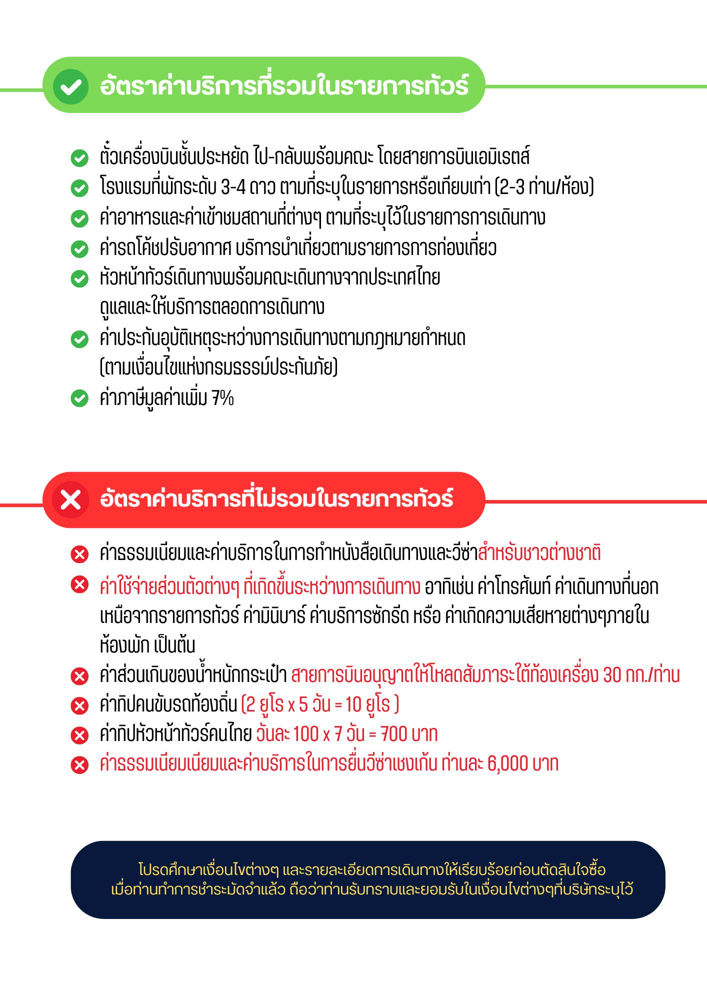 อัตราค่าบริการที่รวมในรายการทัวร์
ตั๋วเครื่องบินชั้นประหยัด ไป-กลับพร้อมคณะ โดยสายการบินเอมิเรตส์
โรงแรมที่พักระดับ 3-4 ดาว ตามที่ระบุในรายการหรือเทียบเท่า (2-3 ท่าน/ห้อง)
ค่าอาหารและค่าเข้าชมสถานที่ต่างๆ ตามที่ระบุไว้ในรายการการเดินทาง
ค่ารถโค้ชปรับอากาศ บริการนำเที่ยวตามรายการการท่องเที่ยว
หัวหน้าทัวร์เดินทางพร้อมคณะเดินทางจากประเทศไทย
ดูแลและให้บริการตลอดการเดินทาง
ค่าประกันอุบัติเหตุระหว่างการเดินทางตามกฎหมายกำหนด
(ตามเงื่อนไขแห่งกรมธรรม์ประกันภัย)
ค่าภาษีมูลค่าเพิ่ม 7%
อัตราค่าบริการที่ไม่รวมในรายการทัวร์
ค่าธรรมเนียมและค่าบริการในการทำหนังสือเดินทางและวีซ่าสำหรับชาวต่างชาติ
ค่าใช้จ่ายส่วนตัวต่างๆ ที่เกิดขึ้นระหว่างการเดินทาง อาทิเช่น ค่าโทรศัพท์ ค่าเดินทางที่นอก
เหนือจากรายการทัวร์ ค่ามินิบาร์ ค่าบริการซักรีด หรือ ค่าเกิดความเสียหายต่างๆภายใน
ห้องพัก เป็นต้น
ค่าส่วนเกินของน้ำหนักกระเป๋า สายการบินอนุญาตให้โหลดสัมภาระใต้ท้องเครื่อง 30 กก./ท่าน
ค่าทิปคนขับรถท้องถิ่น (2 ยูโร x 5 วัน = 10 ยูโร )
ค่าทิปหัวหน้าทัวร์คนไทย วันละ 100 x 7 วัน = 700 บาท
ค่าธรรมเนียมเนียมและค่าบริการในการยื่นวีซ่าเชงเก้น ท่านละ 6,000 บาท
โปรดศึกษาเงื่อนไขต่างๆ และรายละเอียดการเดินทางให้เรียบร้อยก่อนตัดสินใจซื้อ
เมื่อท่านทำการชำระมัดจำแล้ว ถือว่าท่านรับทราบและยอมรับในเงื่อนไขต่างๆที่บริษัทระบุไว้